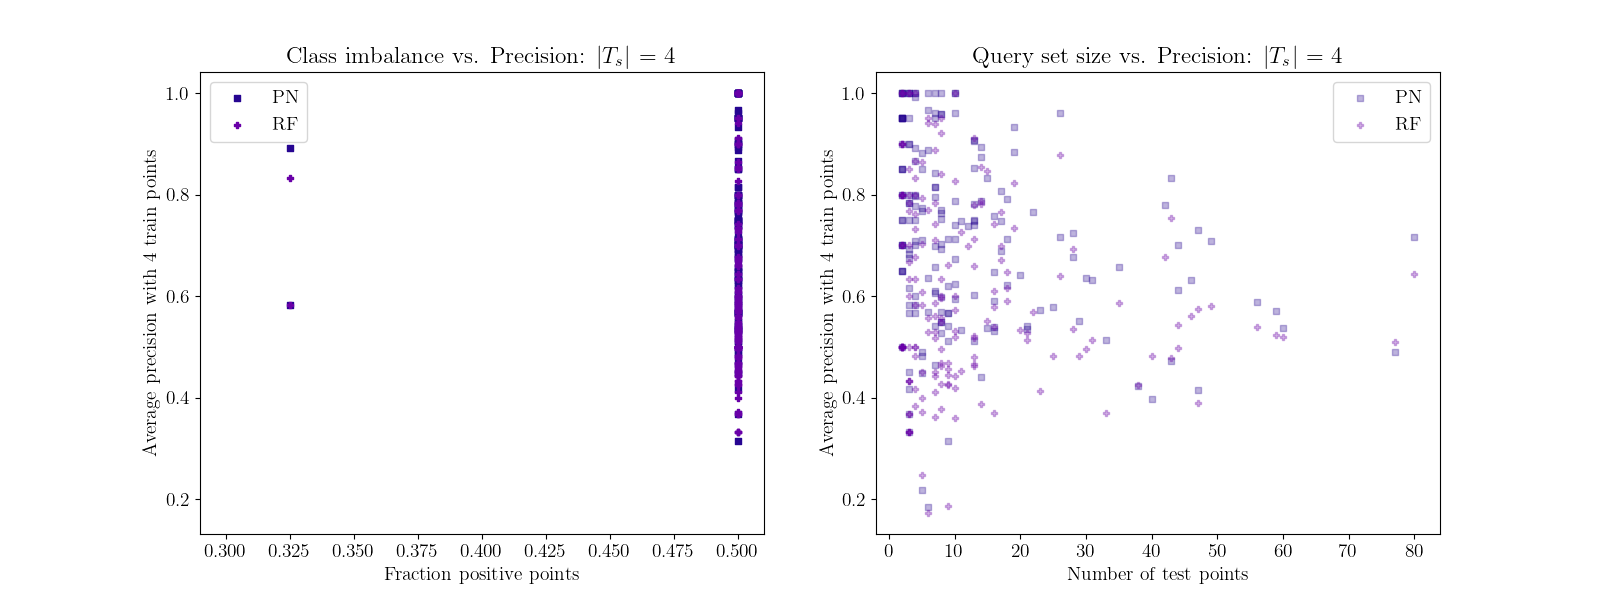 Class imbalance vs. Precision: |T_s| = 4
PN
RF
1.0
0.8
0.6
0.4
0.2
Average precision with 4 train points
0.300 0.325 0.350 0.375 0.400 0.425 0.450 0.475 0.500
Fraction positive points
Query set size vs. Precision: |T_s| = 4
PN
RF
1.0
0.8
0.6
0.4
0.2
Average precision with 4 train points
0 10 20 30 40 50 60 70 80
Number of test points